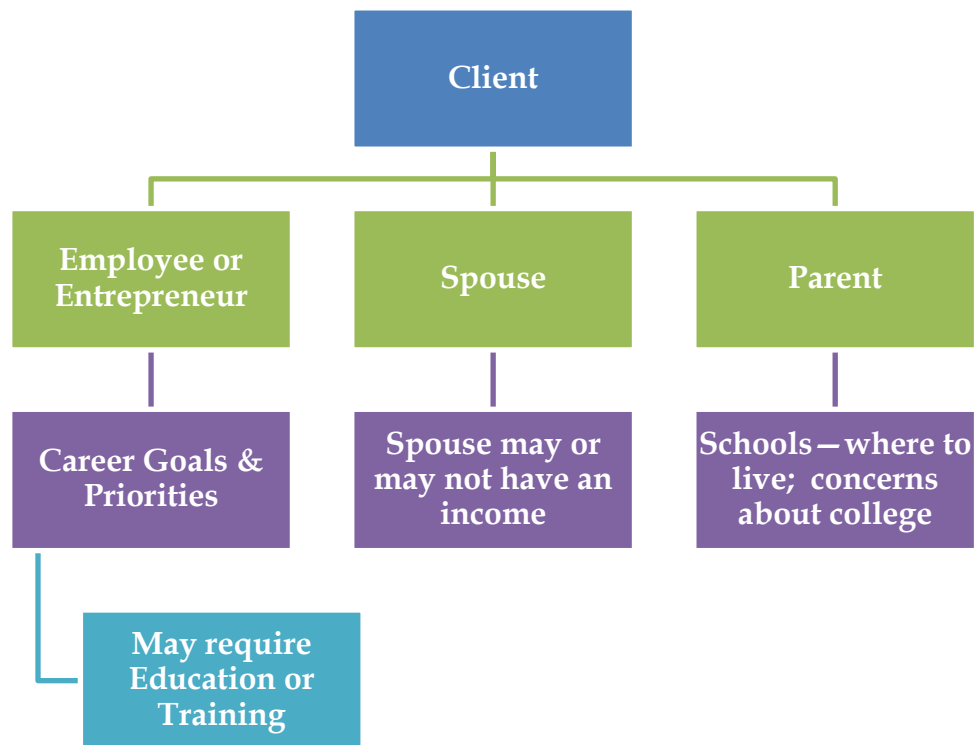 Client
Employee or
Entrepreneur
Spouse
Parent
Career Goals &
Priorities
Spouse may or
may not have an
income
Schools—where to
live;  concerns
about college
May require
Education or
Training